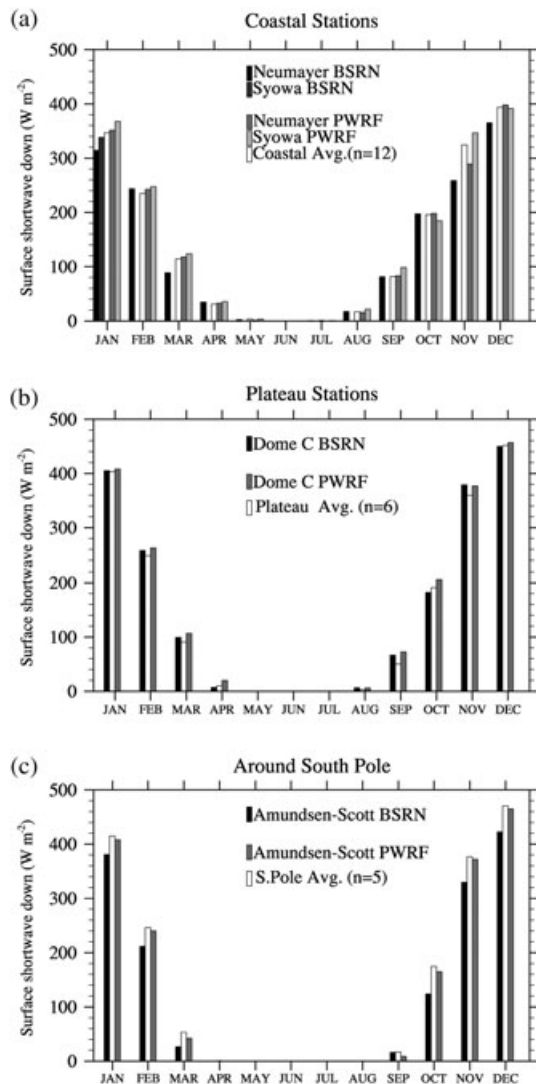 (a)
Coastal Stations
Surface shortwave down (W m-2)
500
400
300
200
100
0
Neumayer BSRN
Syowa BSRN
Neumayer PWRF
Syowa PWRF
Coastal Avg.(n=12)
JAN FEB MAR APR MAY JUN JUL AUG SEP OCT NOV DEC
(b)
Plateau Stations
Surface shortwave down (W m-2)
500
400
300
200
100
0
Dome C BSRN
Dome C PWRF
Plateau Avg. (n=6)
JAN FEB MAR APR MAY JUN JUL AUG SEP OCT NOV DEC
(c)
Around South Pole
Surface shortwave down (W m-2)
500
400
300
200
100
0
Amundsen-Scott BSRN
Amundsen-Scott PWRF
S.Pole Avg. (n=5)
JAN FEB MAR APR MAY JUN JUL AUG SEP OCT NOV DEC